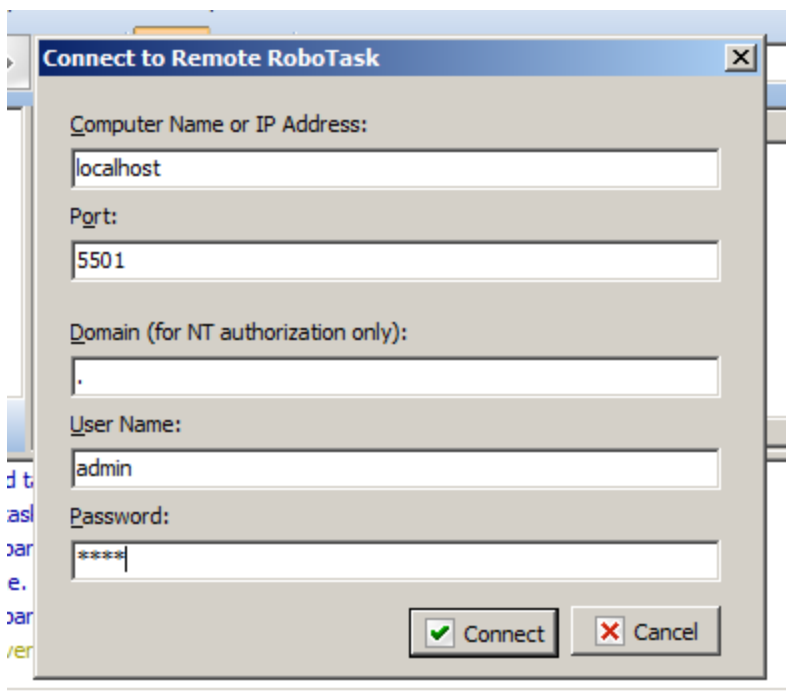 Connect to Remote RoboTask
Computer Name or IP Address:
localhost
Port:
5501
Domain (for NT authorization only):
.
User Name:
admin
Password:
****
Connect
Cancel